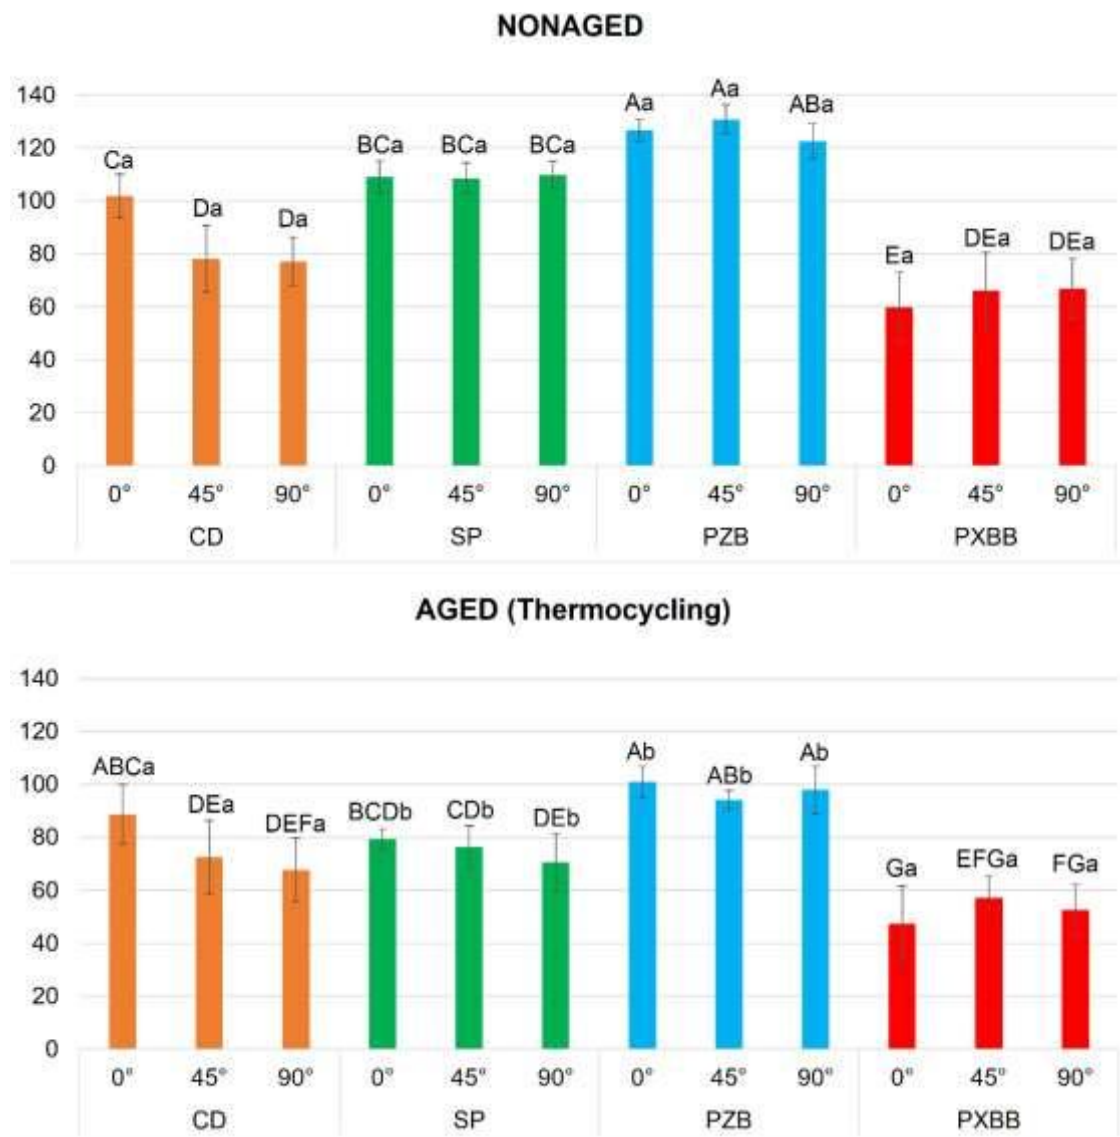 NONAGED
140
120
100
80
60
40
20
0
Ca
Da
Da
BCa
BCa
BCa
Aa
Aa
ABa
Ea
DEa
DEa
0° 45° 90° 0° 45° 90° 0° 45° 90° 0° 45° 90°
CD SP PZB PXBB
AGED (Thermocycling)
140
120
100
80
60
40
20
0
ABCa
DEa
DEFa
BCDb
CDb
DEb
Ab
ABb
Ab
Ga
EFGa
FGa
0° 45° 90° 0° 45° 90° 0° 45° 90° 0° 45° 90°
CD SP PZB PXBB